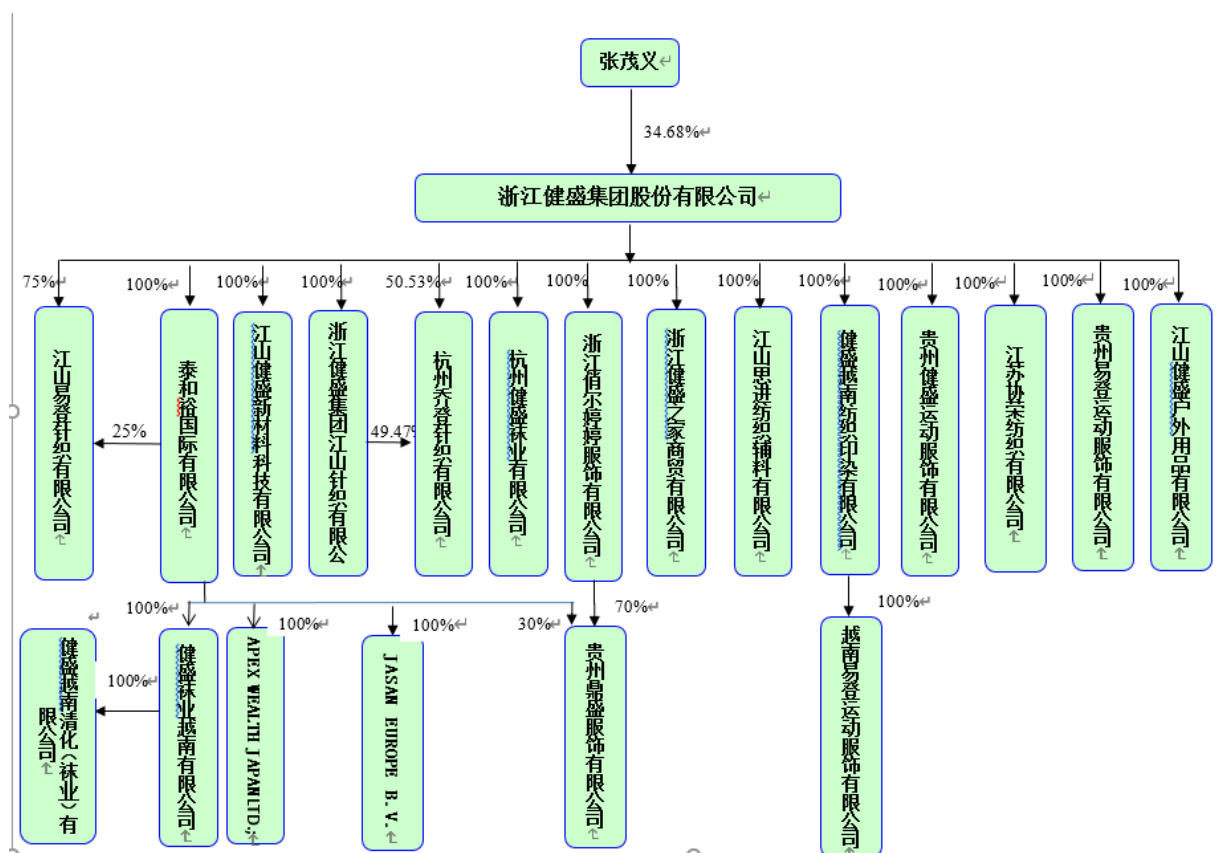 张茂义
34.68%
浙江健盛集团股份有限公司
75%
100%
100%
100%
50.53%
100%
100%
100%
100%
100%
100%
100%
100%
100%
江山易登针织有限公司
泰和裕国际有限公司
江山健盛新材料科技有限公司
浙江健盛集团江山针织有限公
杭州乔登针织有限公司
杭州健盛袜业有限公司
浙江俏尔婷婷服饰有限公司
浙江健盛之家商贸有限公司
江山思进纺织辅料有限公司
健盛越南纺织印染有限公司
贵州健盛运动服饰有限公司
江苏协荣纺织有限公司
贵州易登运动服饰有限公司
江山健盛户外用品有限公司
25%
49.47%
100%
100%
100%
30%
70%
100%
健盛越南清化（袜业）有
限公司
100%
健盛袜业越南有限公司
APEX WEALTH JAPANLTD.,
JASAN EUROPE B.V.
贵州鼎盛服饰有限公司
越南易登运动服饰有限公司